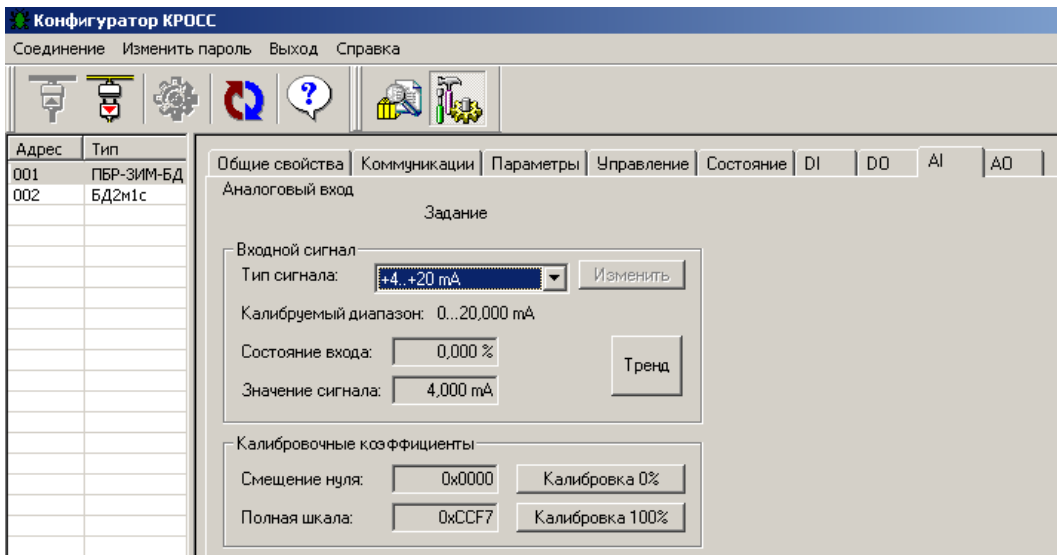 Конфигуратор КРОСС
Соединение Изменить пароль Выход Справка
?
Адрес Тип
001 ПБР-ЗИМ-БД
002 БД2м1с
Общие свойства Коммуникации Параметры Управление Состояние DI DO AI AO
Аналоговый вход
Задание
Входной сигнал
Тип сигнала: +4..+20 mA Изменить
Калибруемый диапазон: 0...20,000 mA
Состояние входа: 0,000 %
Тренд
Значение сигнала: 4,000 mA
Калибровочные коэффициенты
Смещение нуля: 0x0000 Калибровка 0%
Полная шкала: 0xCCF7 Калибровка 100%